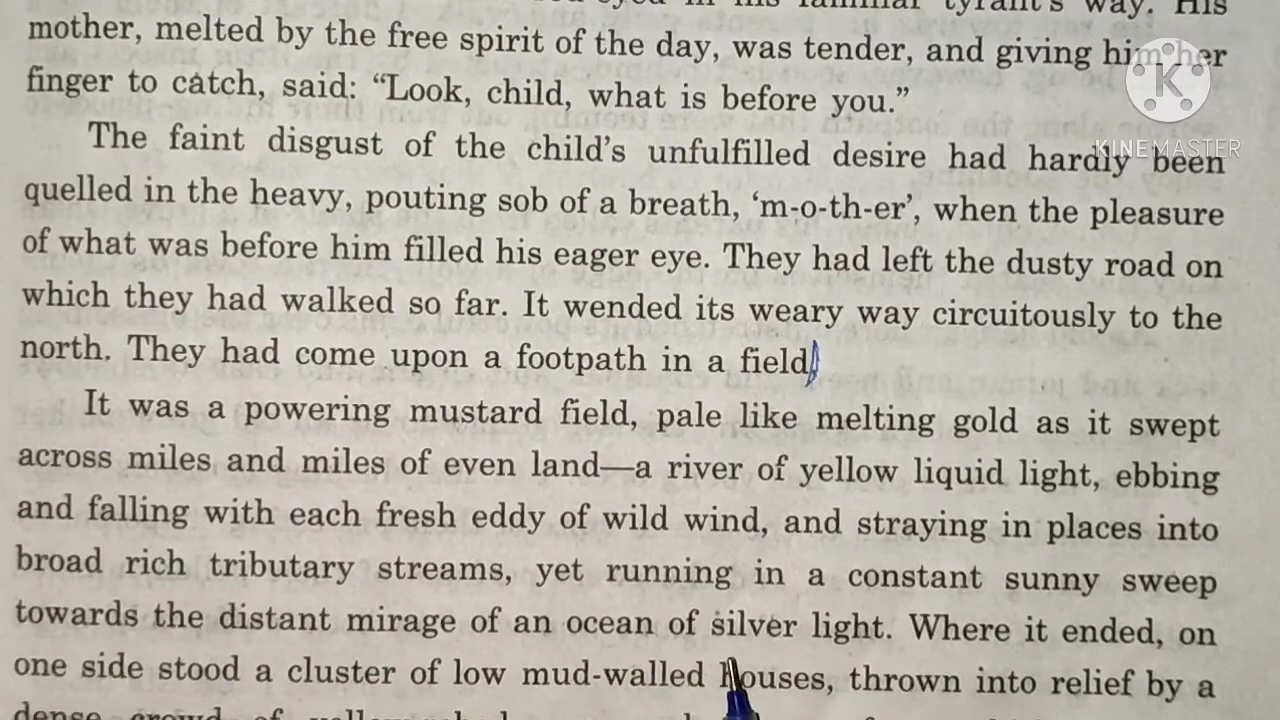 tyrant's way. His
mother, melted by the free spirit of the day, was tender, and giving him her
finger to catch, said: “Look, child, what is before you.”
K
KINEMASTER
The faint disgust of the child's unfulfilled desire had hardly been
quelled in the heavy, pouting sob of a breath, ‘m-o-th-er’, when the pleasure
of what was before him filled his eager eye. They had left the dusty road on
which they had walked so far. It wended its weary way circuitously to the
north. They had come upon a footpath in a field.
It was a powering mustard field, pale like melting gold as it swept
across miles and miles of even land—a river of yellow liquid light, ebbing
and falling with each fresh eddy of wild wind, and straying in places into
broad rich tributary streams, yet running in a constant sunny sweep
towards the distant mirage of an ocean of silver light. Where it ended, on
one side stood a cluster of low mud-walled houses, thrown into relief by a
dense crowd of